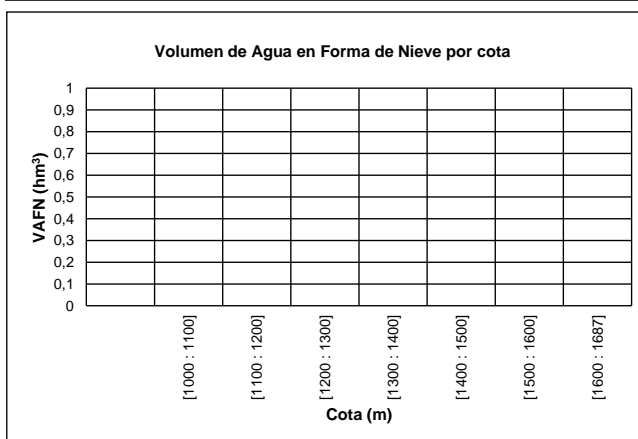 Volumen de Agua en Forma de Nieve por cota
VAFN (hm³)
1
0,9
0,8
0,7
0,6
0,5
0,4
0,3
0,2
0,1
0
[1000 : 1100]
[1100 : 1200]
[1200 : 1300]
[1300 : 1400]
[1400 : 1500]
[1500 : 1600]
[1600 : 1687]
Cota (m)